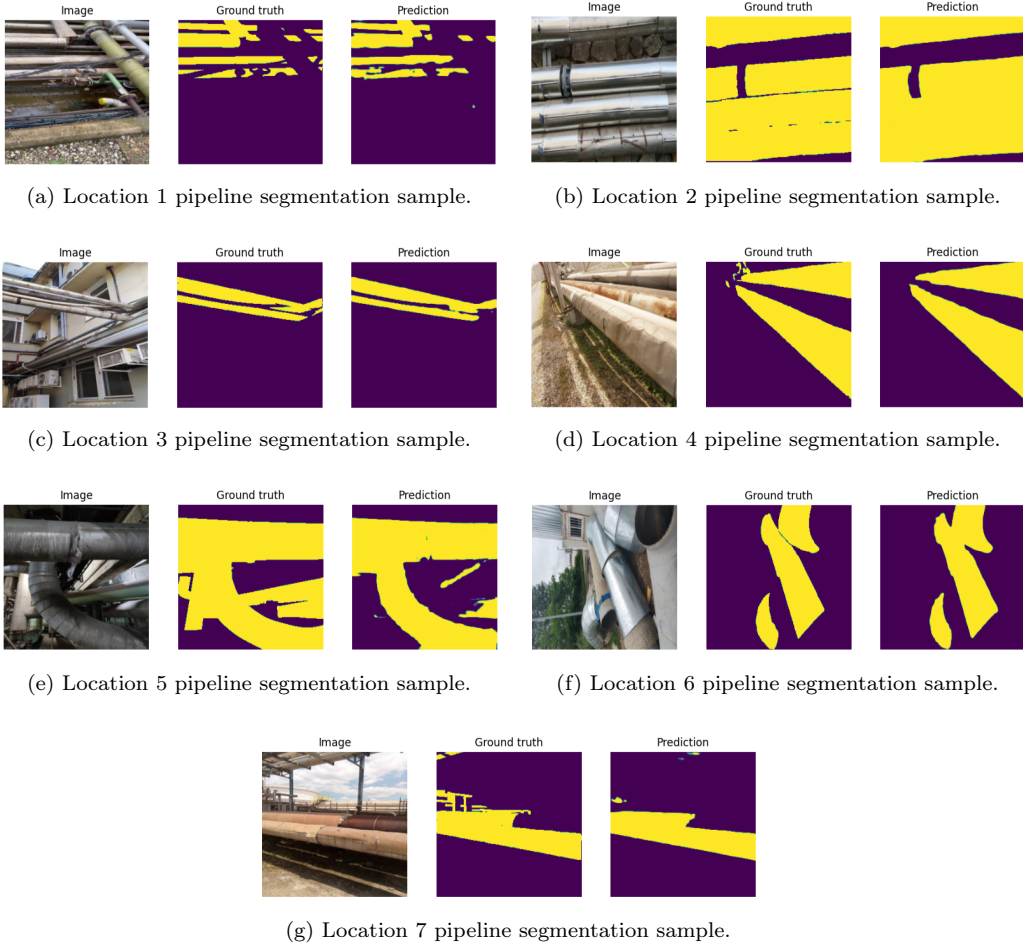 Image Ground truth Prediction Image Ground truth Prediction
(a) Location 1 pipeline segmentation sample. (b) Location 2 pipeline segmentation sample.
Image Ground truth Prediction Image Ground truth Prediction
(c) Location 3 pipeline segmentation sample. (d) Location 4 pipeline segmentation sample.
Image Ground truth Prediction Image Ground truth Prediction
(e) Location 5 pipeline segmentation sample. (f) Location 6 pipeline segmentation sample.
Image Ground truth Prediction
(g) Location 7 pipeline segmentation sample.